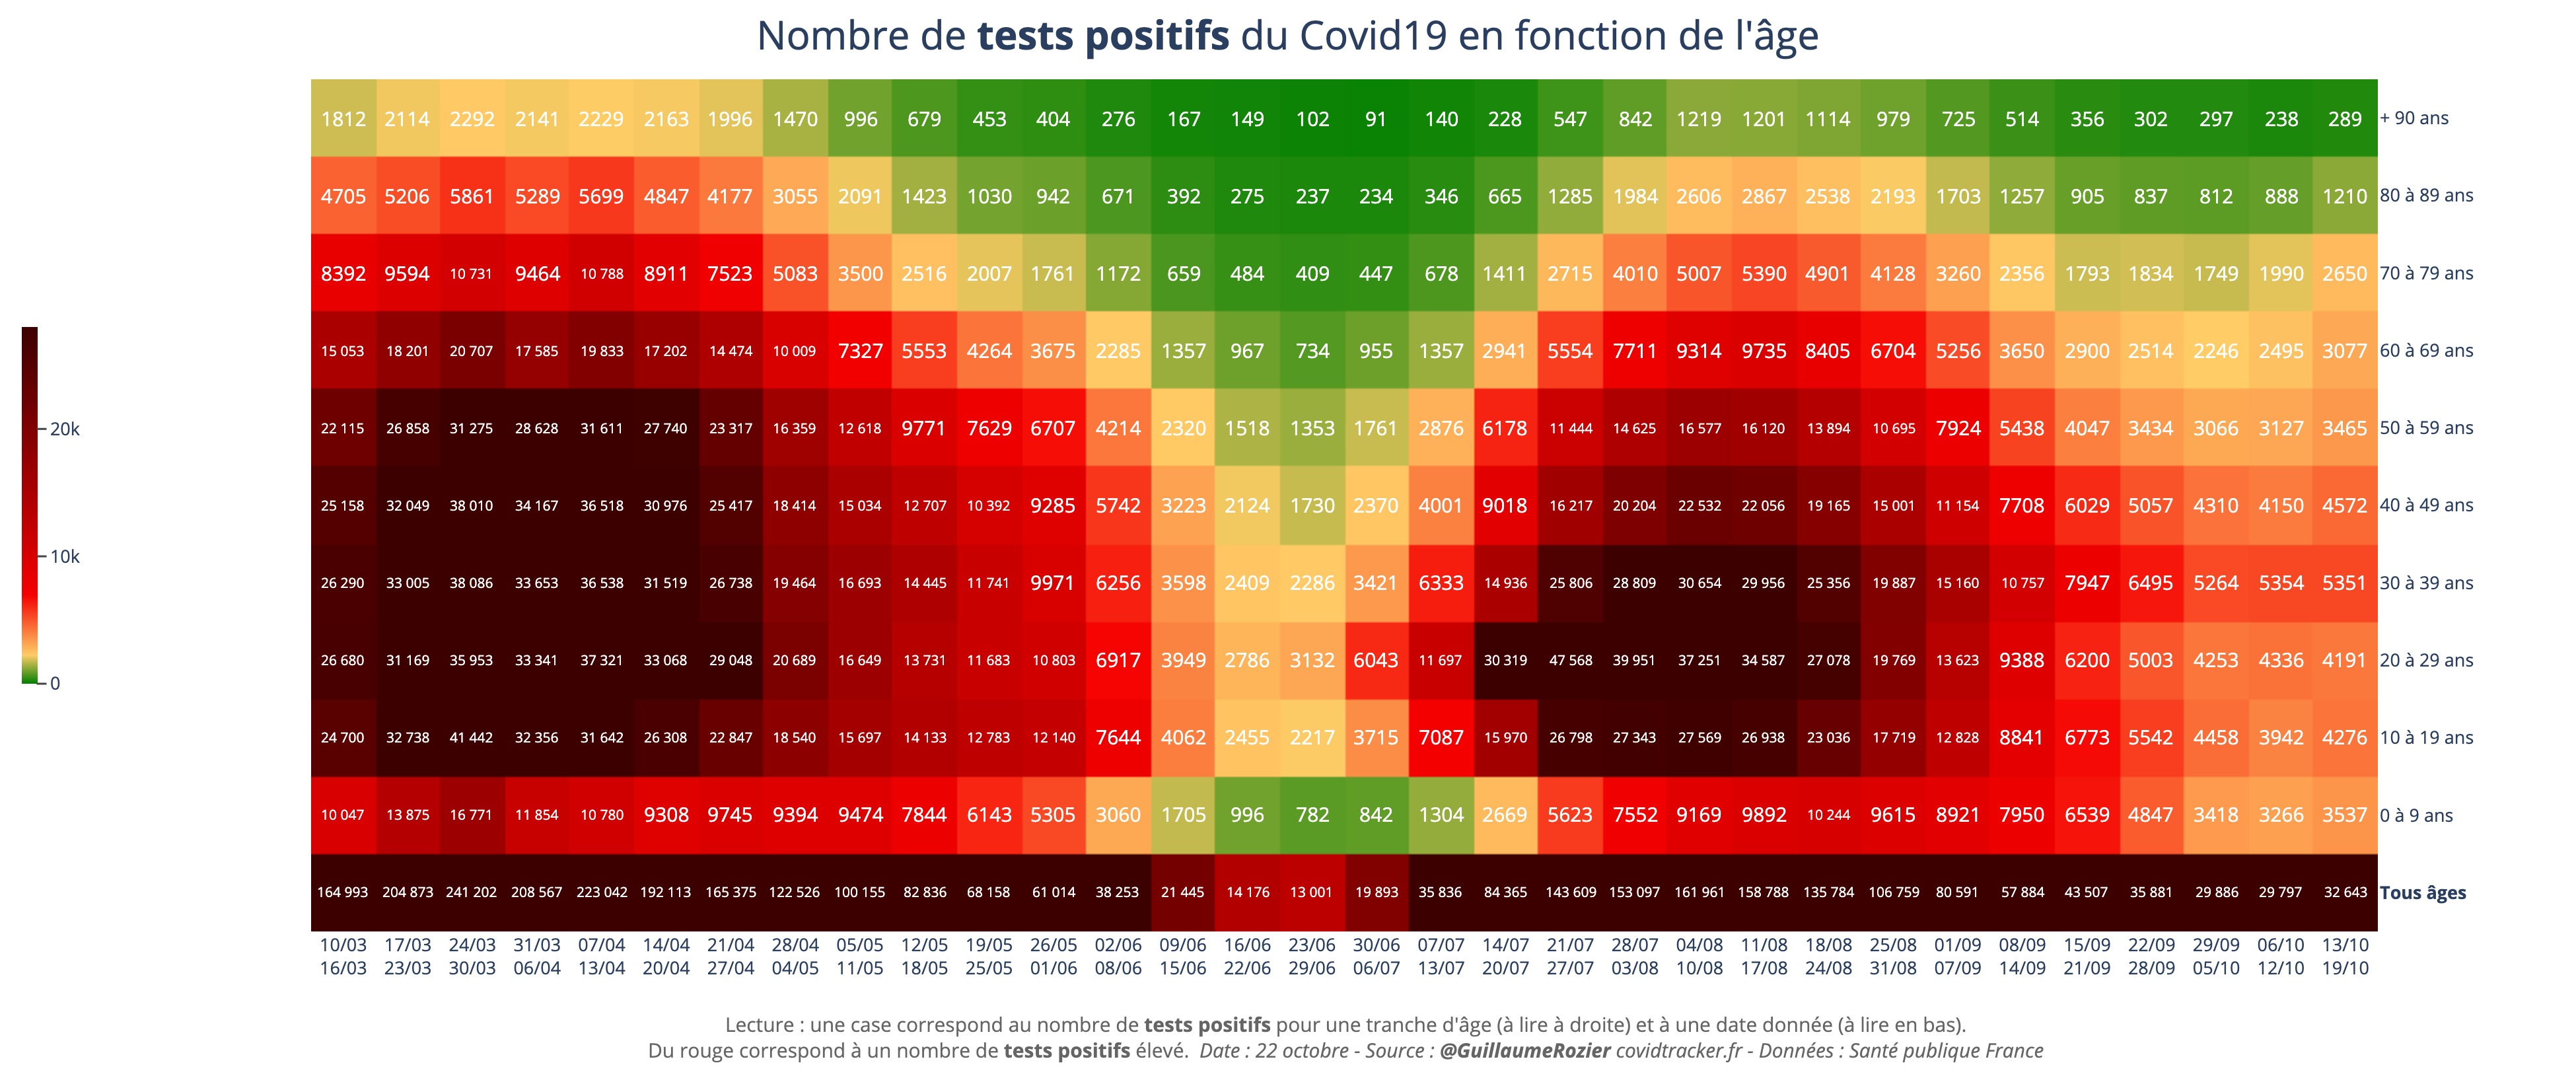 Nombre de tests positifs du Covid19 en fonction de l'âge
1812 2114 2292 2141 2229 2163 1996 1470 996 679 453 404 276 167 149 102 91 140 228 547 842 1219 1201 1114 979 725 514 356 302 297 238 289 + 90 ans
4705 5206 5861 5289 5699 4847 4177 3055 2091 1423 1030 942 671 392 275 237 234 346 665 1285 1984 2606 2867 2538 2193 1703 1257 905 837 812 888 1210 80 à 89 ans
8392 9594 10 731 9464 10 788 8911 7523 5083 3500 2516 2007 1761 1172 659 484 409 447 678 1411 2715 4010 5007 5390 4901 4128 3260 2356 1793 1834 1749 1990 2650 70 à 79 ans
15 053 18 201 20 707 17 585 19 833 17 202 14 474 10 009 7327 5553 4264 3675 2285 1357 967 734 955 1357 2941 5554 7711 9314 9735 8405 6704 5256 3650 2900 2514 2246 2495 3077 60 à 69 ans
20k
22 115 26 858 31 275 28 628 31 611 27 740 23 317 16 359 12 618 9771 7629 6707 4214 2320 1518 1353 1761 2876 6178 11 444 14 625 16 577 16 120 13 894 10 695 7924 5438 4047 3434 3066 3127 3465 50 à 59 ans
25 158 32 049 38 010 34 167 36 518 30 976 25 417 18 414 15 034 12 707 10 392 9285 5742 3223 2124 1730 2370 4001 9018 16 217 20 204 22 532 22 056 19 165 15 001 11 154 7708 6029 5057 4310 4150 4572 40 à 49 ans
10k
26 290 33 005 38 086 33 653 36 538 31 519 26 738 19 464 16 693 14 445 11 741 9971 6256 3598 2409 2286 3421 6333 14 936 25 806 28 809 30 654 29 956 25 356 19 887 15 160 10 757 7947 6495 5264 5354 5351 30 à 39 ans
26 680 31 169 35 953 33 341 37 321 33 068 29 048 20 689 16 649 13 731 11 683 10 803 6917 3949 2786 3132 6043 11 697 30 319 47 568 39 951 37 251 34 587 27 078 19 769 13 623 9388 6200 5003 4253 4336 4191 20 à 29 ans
0
24 700 32 738 41 442 32 356 31 642 26 308 22 847 18 540 15 697 14 133 12 783 12 140 7644 4062 2455 2217 3715 7087 15 970 26 798 27 343 27 569 26 938 23 036 17 719 12 828 8841 6773 5542 4458 3942 4276 10 à 19 ans
10 047 13 875 16 771 11 854 10 780 9308 9745 9394 9474 7844 6143 5305 3060 1705 996 782 842 1304 2669 5623 7552 9169 9892 10 244 9615 8921 7950 6539 4847 3418 3266 3537 0 à 9 ans
164 993 204 873 241 202 208 567 223 042 192 113 165 375 122 526 100 155 82 836 68 158 61 014 38 253 21 445 14 176 13 001 19 893 35 836 84 365 143 609 153 097 161 961 158 788 135 784 106 759 80 591 57 884 43 507 35 881 29 886 29 797 32 643 Tous âges
10/03 17/03 24/03 31/03 07/04 14/04 21/04 28/04 05/05 12/05 19/05 26/05 02/06 09/06 16/06 23/06 30/06 07/07 14/07 21/07 28/07 04/08 11/08 18/08 25/08 01/09 08/09 15/09 22/09 29/09 06/10 13/10
16/03 23/03 30/03 06/04 13/04 20/04 27/04 04/05 11/05 18/05 25/05 01/06 08/06 15/06 22/06 29/06 06/07 13/07 20/07 27/07 03/08 10/08 17/08 24/08 31/08 07/09 14/09 21/09 28/09 05/10 12/10 19/10
Lecture : une case correspond au nombre de tests positifs pour une tranche d'âge (à lire à droite) et à une date donnée (à lire en bas).
Du rouge correspond à un nombre de tests positifs élevé. Date : 22 octobre - Source : @GuillaumeRozier covidtracker.fr - Données : Santé publique France